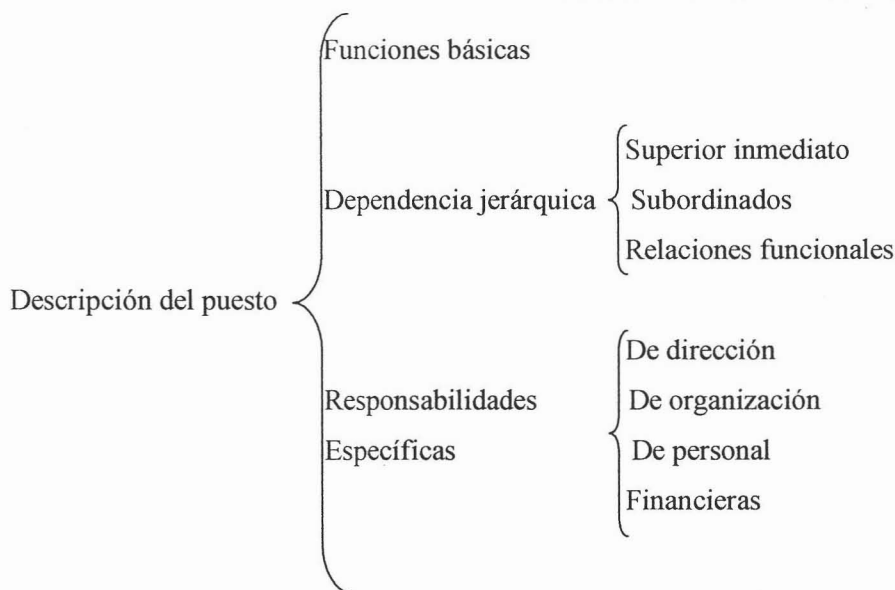 Funciones básicas
Superior inmediato
Dependencia jerárquica
Subordinados
Relaciones funcionales
Descripción del puesto
De dirección
Responsabilidades
De organización
Específicas
De personal
Financieras